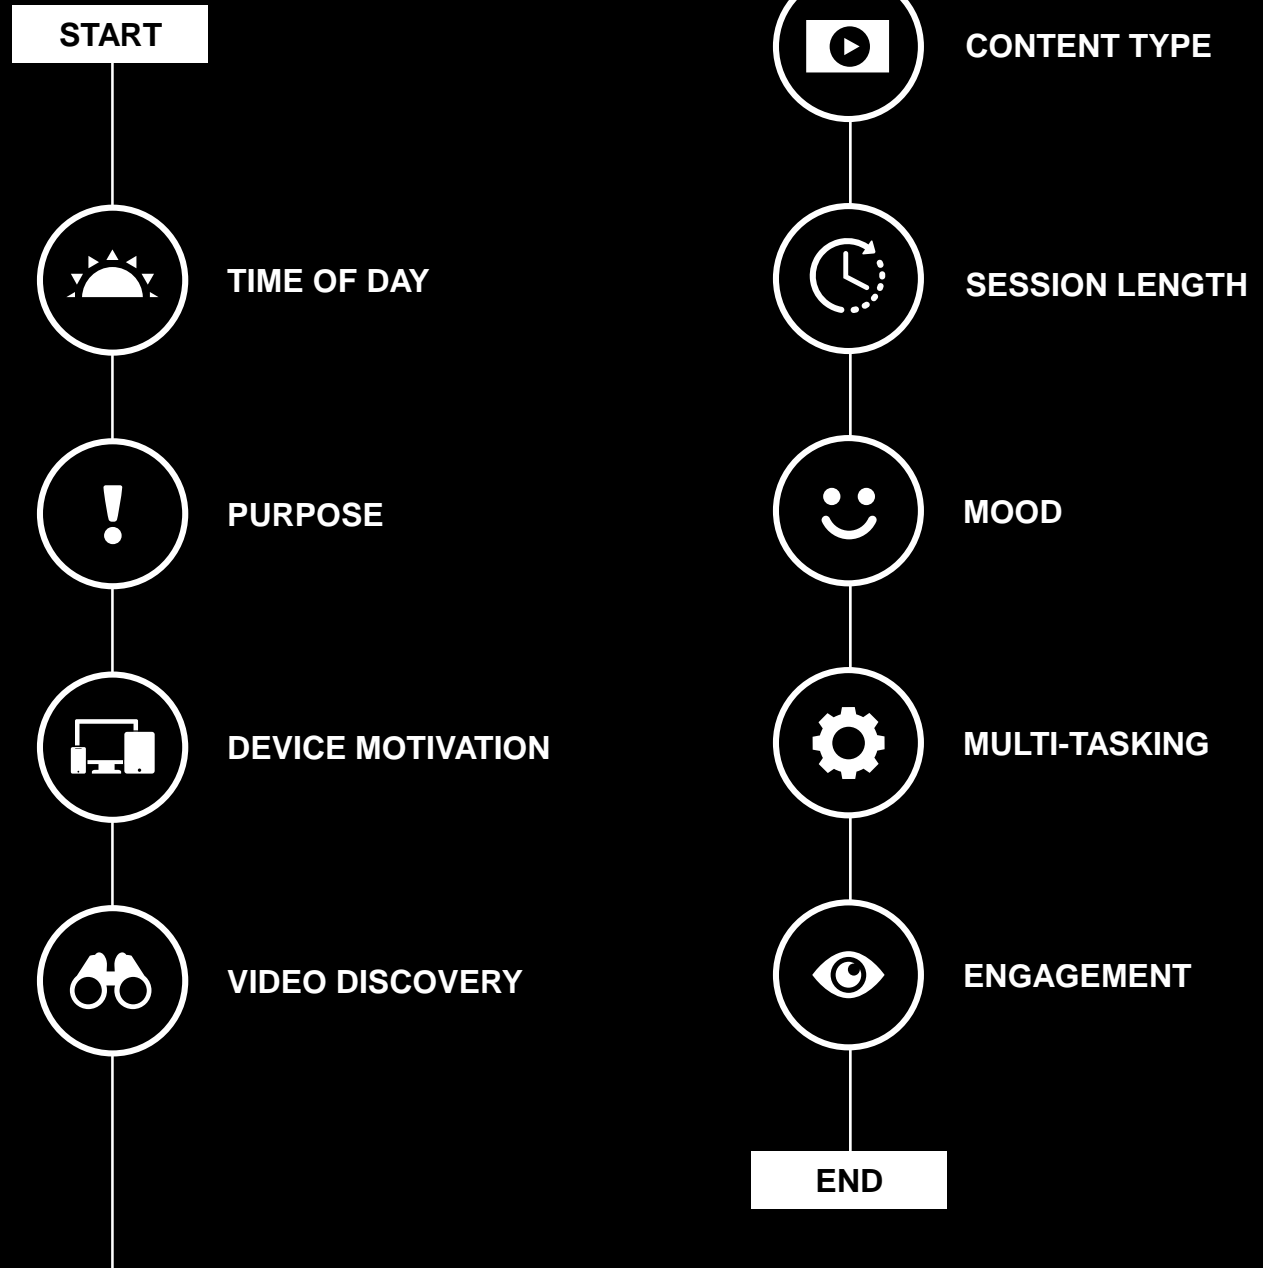 START
TIME OF DAY
PURPOSE
DEVICE MOTIVATION
VIDEO DISCOVERY
CONTENT TYPE
SESSION LENGTH
MOOD
MULTI-TASKING
ENGAGEMENT
END